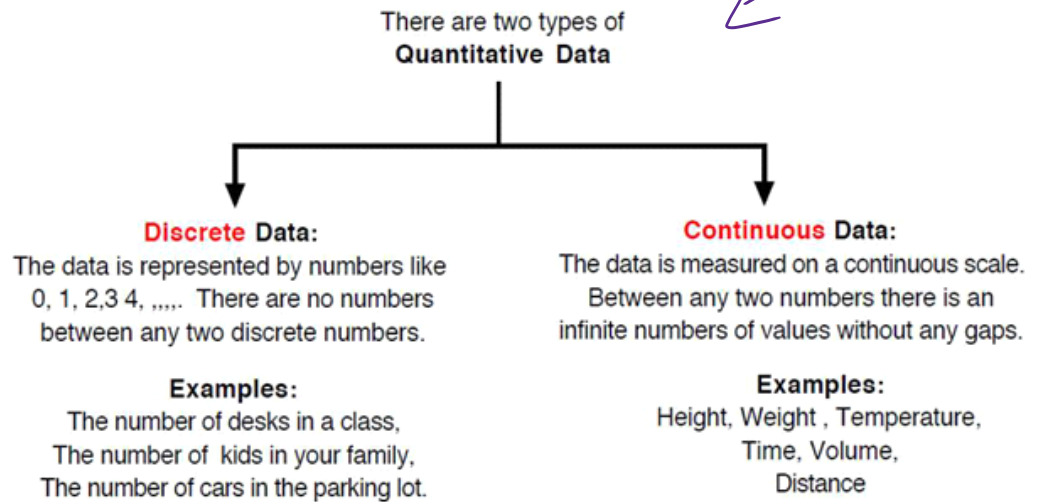 There are two types of
Quantitative Data
Discrete Data:
The data is represented by numbers like
0, 1, 2,3 4, ,,,,. There are no numbers
between any two discrete numbers.
Examples:
The number of desks in a class,
The number of kids in your family,
The number of cars in the parking lot.
Continuous Data:
The data is measured on a continuous scale.
Between any two numbers there is an
infinite numbers of values without any gaps.
Examples:
Height, Weight , Temperature,
Time, Volume,
Distance